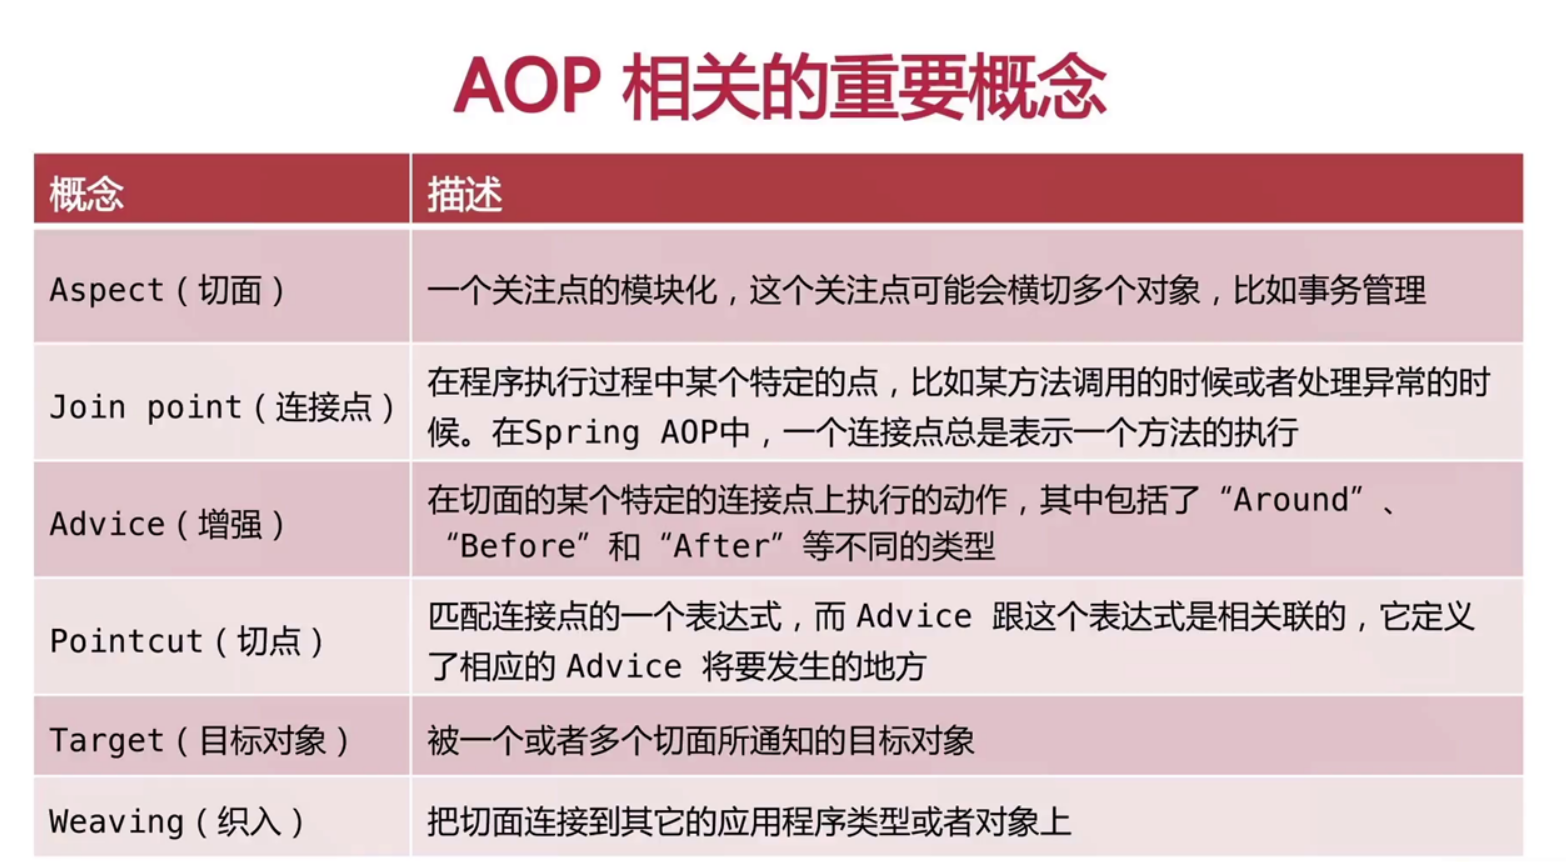 AOP 相关的重要概念
概念
描述
Aspect（切面）
一个关注点的模块化，这个关注点可能会横切多个对象，比如事务管理
Join point（连接点）
在程序执行过程中某个特定的点，比如某方法调用的时候或者处理异常的时
候。在Spring AOP中，一个连接点总是表示一个方法的执行
Advice（增强）
在切面的某个特定的连接点上执行的动作，其中包括了“Around”、
“Before”和“After”等不同的类型
Pointcut（切点）
匹配连接点的一个表达式，而 Advice 跟这个表达式是相关联的，它定义
了相应的 Advice 将要发生的地方
Target（目标对象）
被一个或者多个切面所通知的目标对象
Weaving（织入）
把切面连接到其它的应用程序类型或者对象上